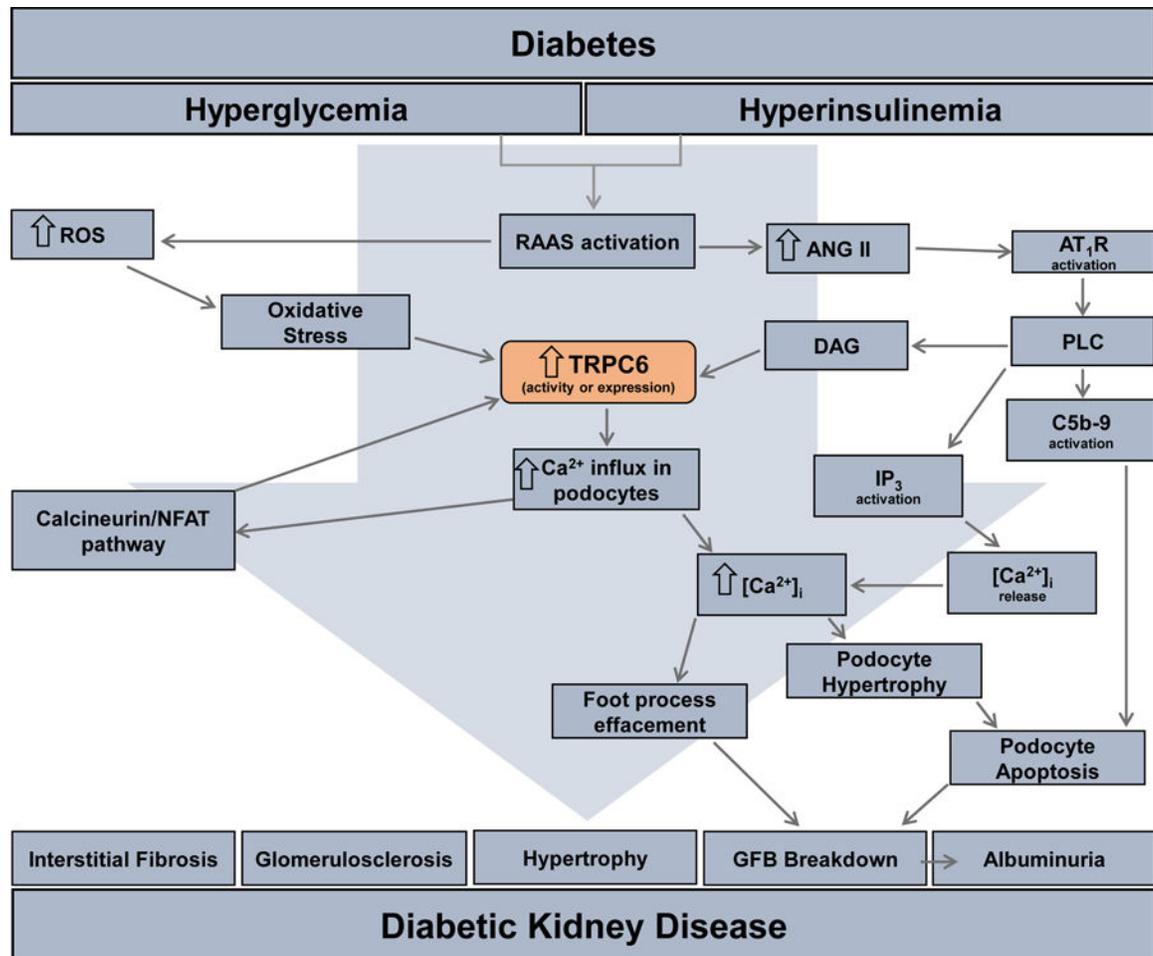 Diabetes
Hyperglycemia
Hyperinsulinemia
ROS
RAAS activation
ANG II
AT₁R
activation
Oxidative
Stress
TRPC6
(activity or expression)
DAG
PLC
C5b-9
activation
Ca²⁺ influx in
podocytes
IP₃
activation
Calcineurin/NFAT
pathway
[Ca²⁺]ᵢ
[Ca²⁺]ᵢ
release
Podocyte
Hypertrophy
Foot process
effacement
Podocyte
Apoptosis
Interstitial Fibrosis
Glomerulosclerosis
Hypertrophy
GFB Breakdown
Albuminuria
Diabetic Kidney Disease